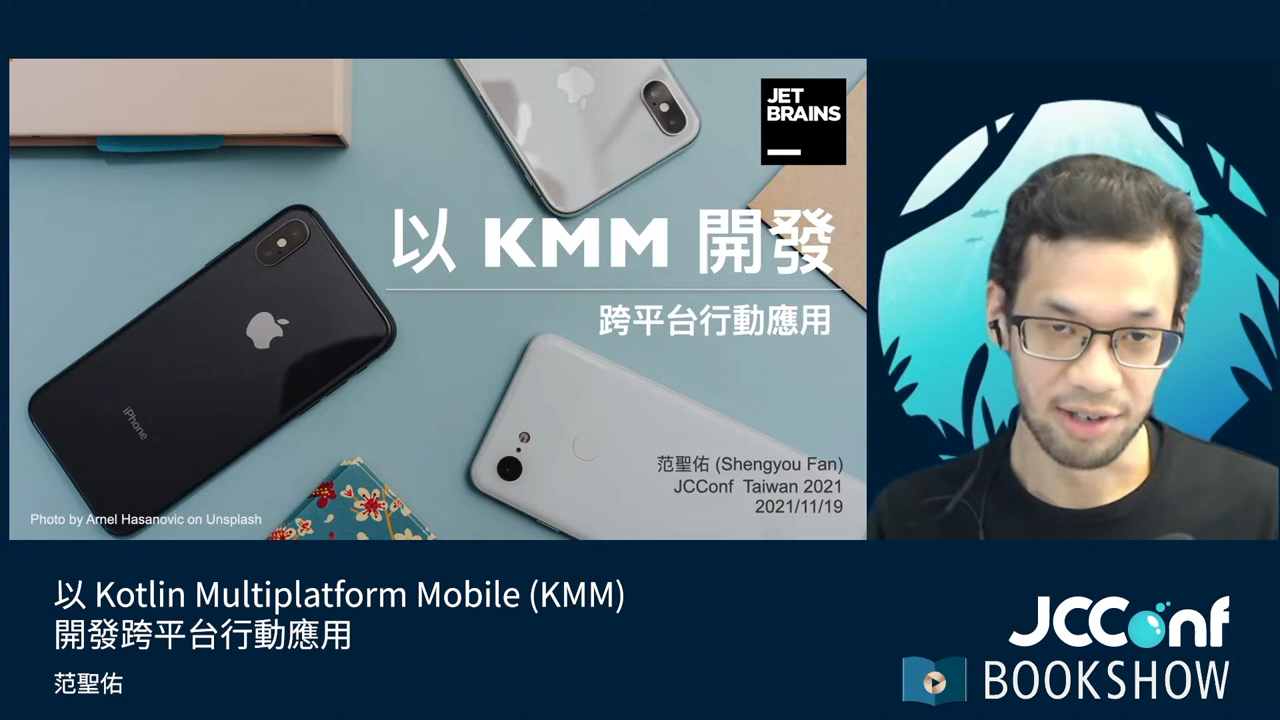 JET
BRAINS
以 KMM 開發
跨平台行動應用
iPhone
范聖佑 (Shengyou Fan)
JCConf Taiwan 2021
2021/11/19
Photo by Arnel Hasanovic on Unsplash
以 Kotlin Multiplatform Mobile (KMM)
開發跨平台行動應用
范聖佑
JCConf
BOOKSHOW